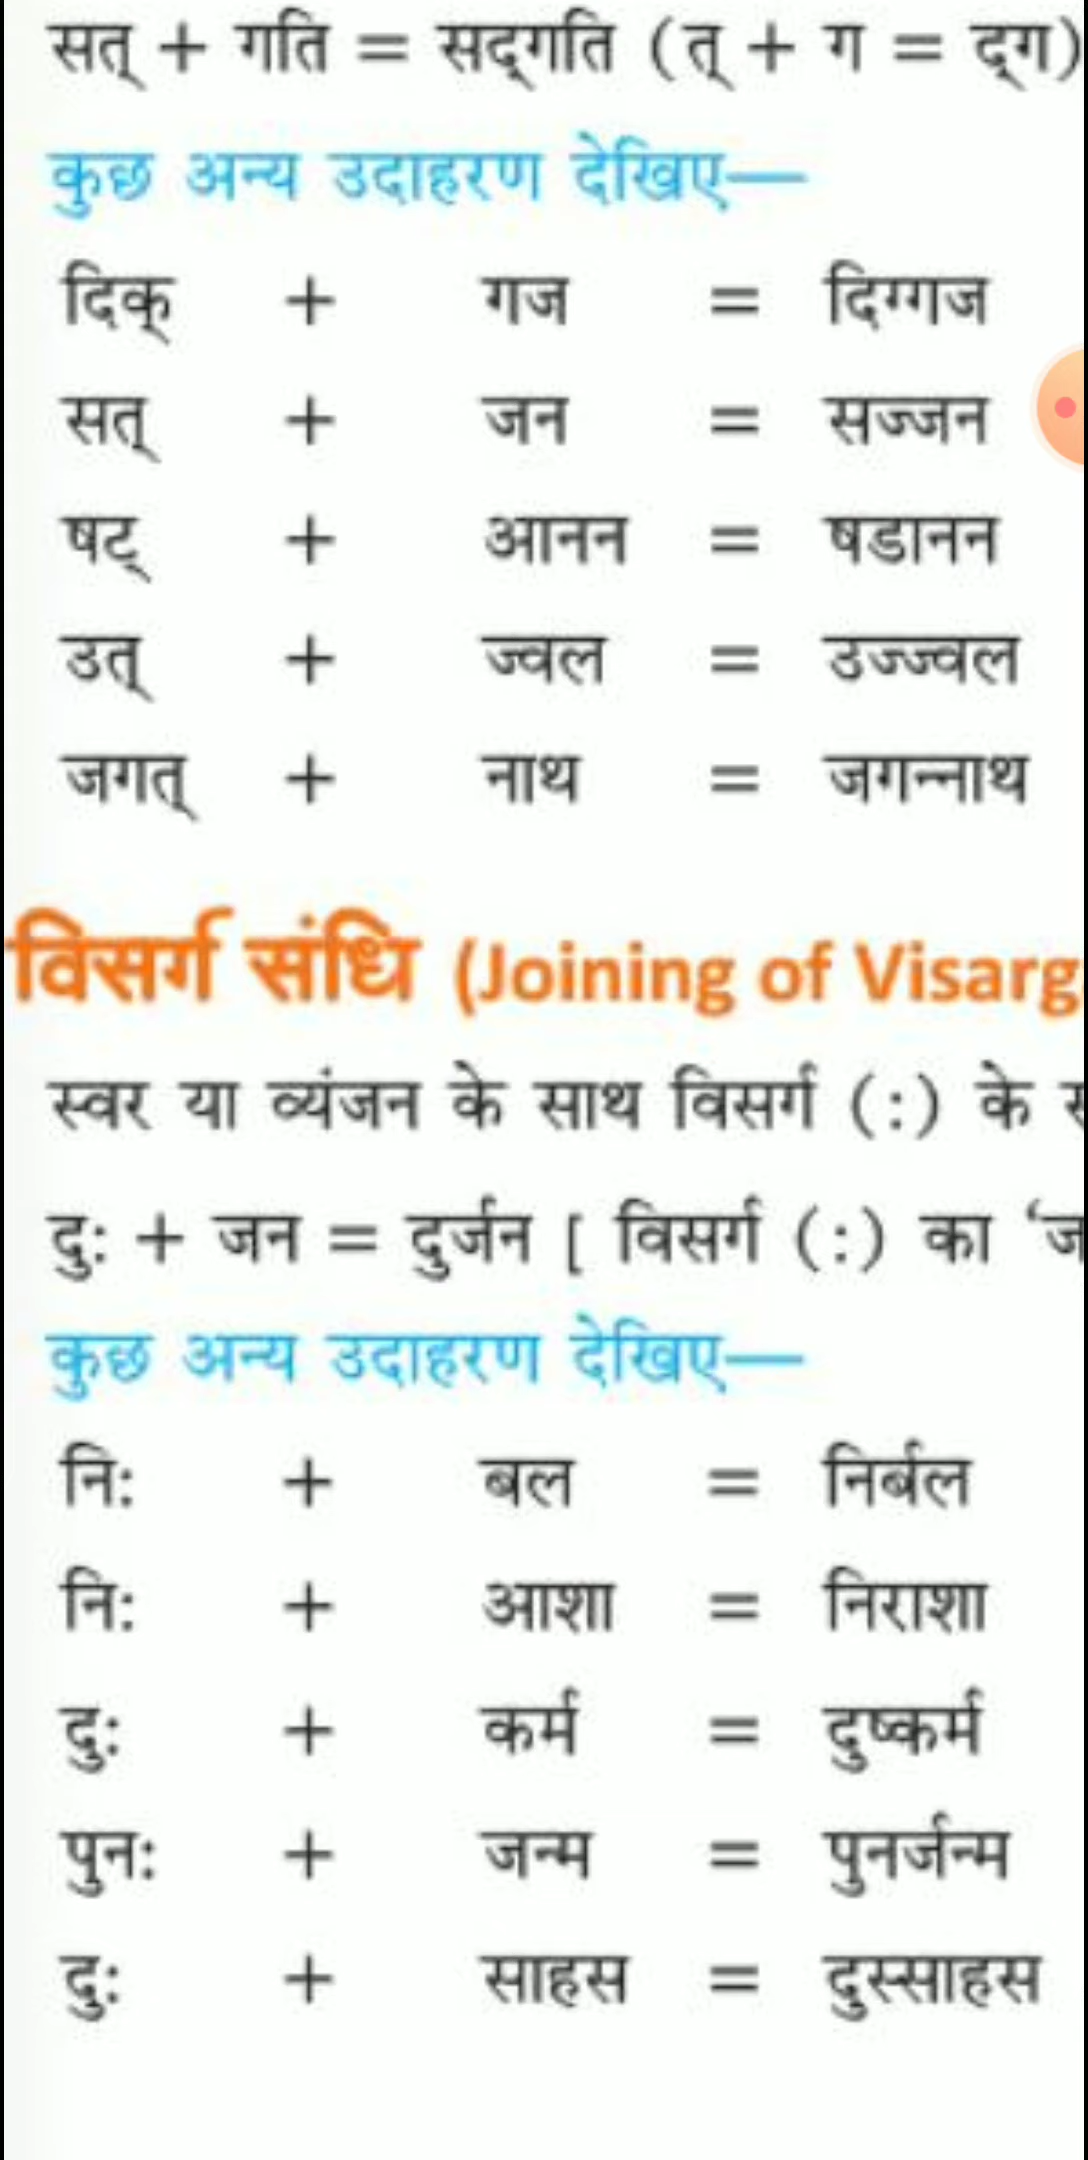 सत् + गति = सद्‌गति (त् + ग = द्‌ग)
कुछ अन्य उदाहरण देखिए—
दिक् + गज = दिग्गज
सत् + जन = सज्जन
षट् + आनन = षडानन
उत् + ज्वल = उज्ज्वल
जगत् + नाथ = जगन्नाथ
विसर्ग संधि (Joining of Visarg
स्वर या व्यंजन के साथ विसर्ग (:) के
दु: + जन = दुर्जन [ विसर्ग (:) का ‘ज
कुछ अन्य उदाहरण देखिए—
नि: + बल = निर्बल
नि: + आशा = निराशा
दु: + कर्म = दुष्कर्म
पुन: + जन्म = पुनर्जन्म
दु: + साहस = दुस्साहस